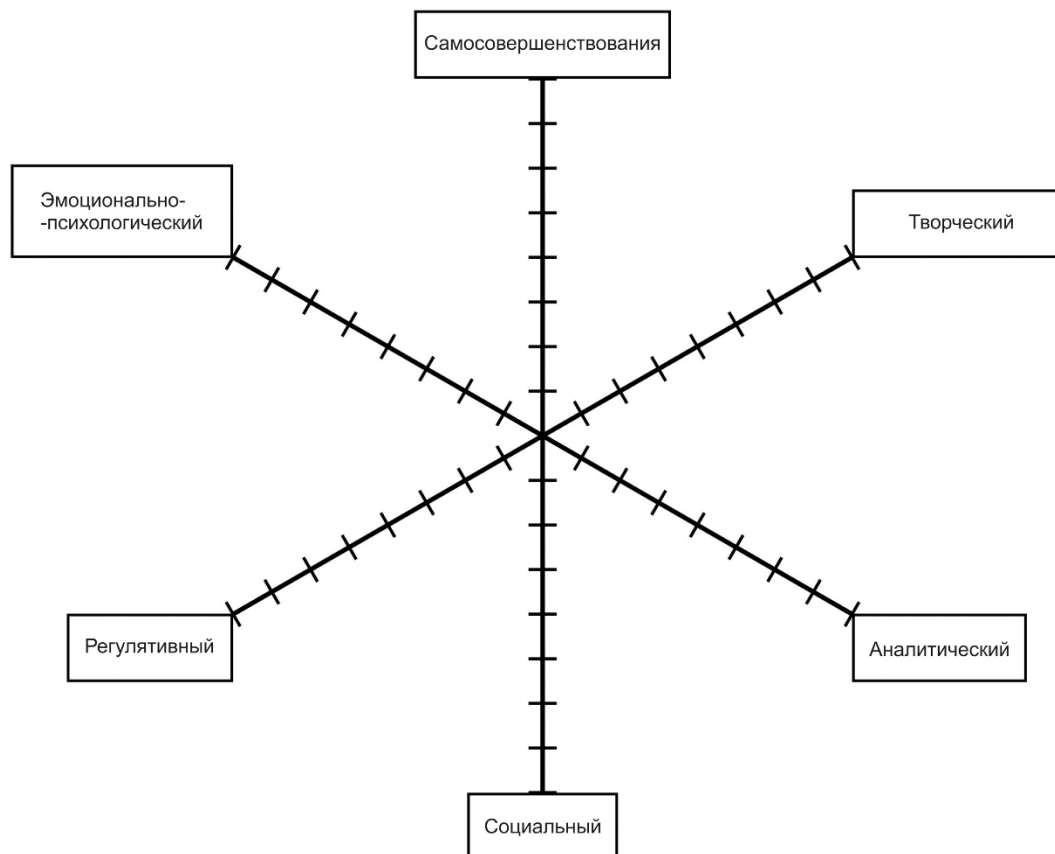 Самосовершенствования
Эмоционально-
-психологический
Творческий
Регулятивный
Аналитический
Социальный